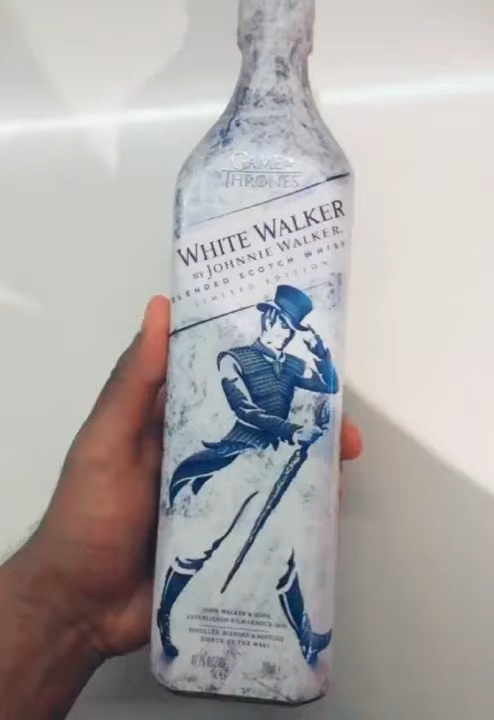 GAME OF
THRONES
WHITE WALKER
BY JOHNNIE WALKER.
BLENDED SCOTCH WHISK
LIMITED EDITION
JOHN WALKER & SONS
ESTABLISHED KILMARNOCK 1820
DISTILLED, BLENDED & BOTTLED
NORTH OF THE WALL